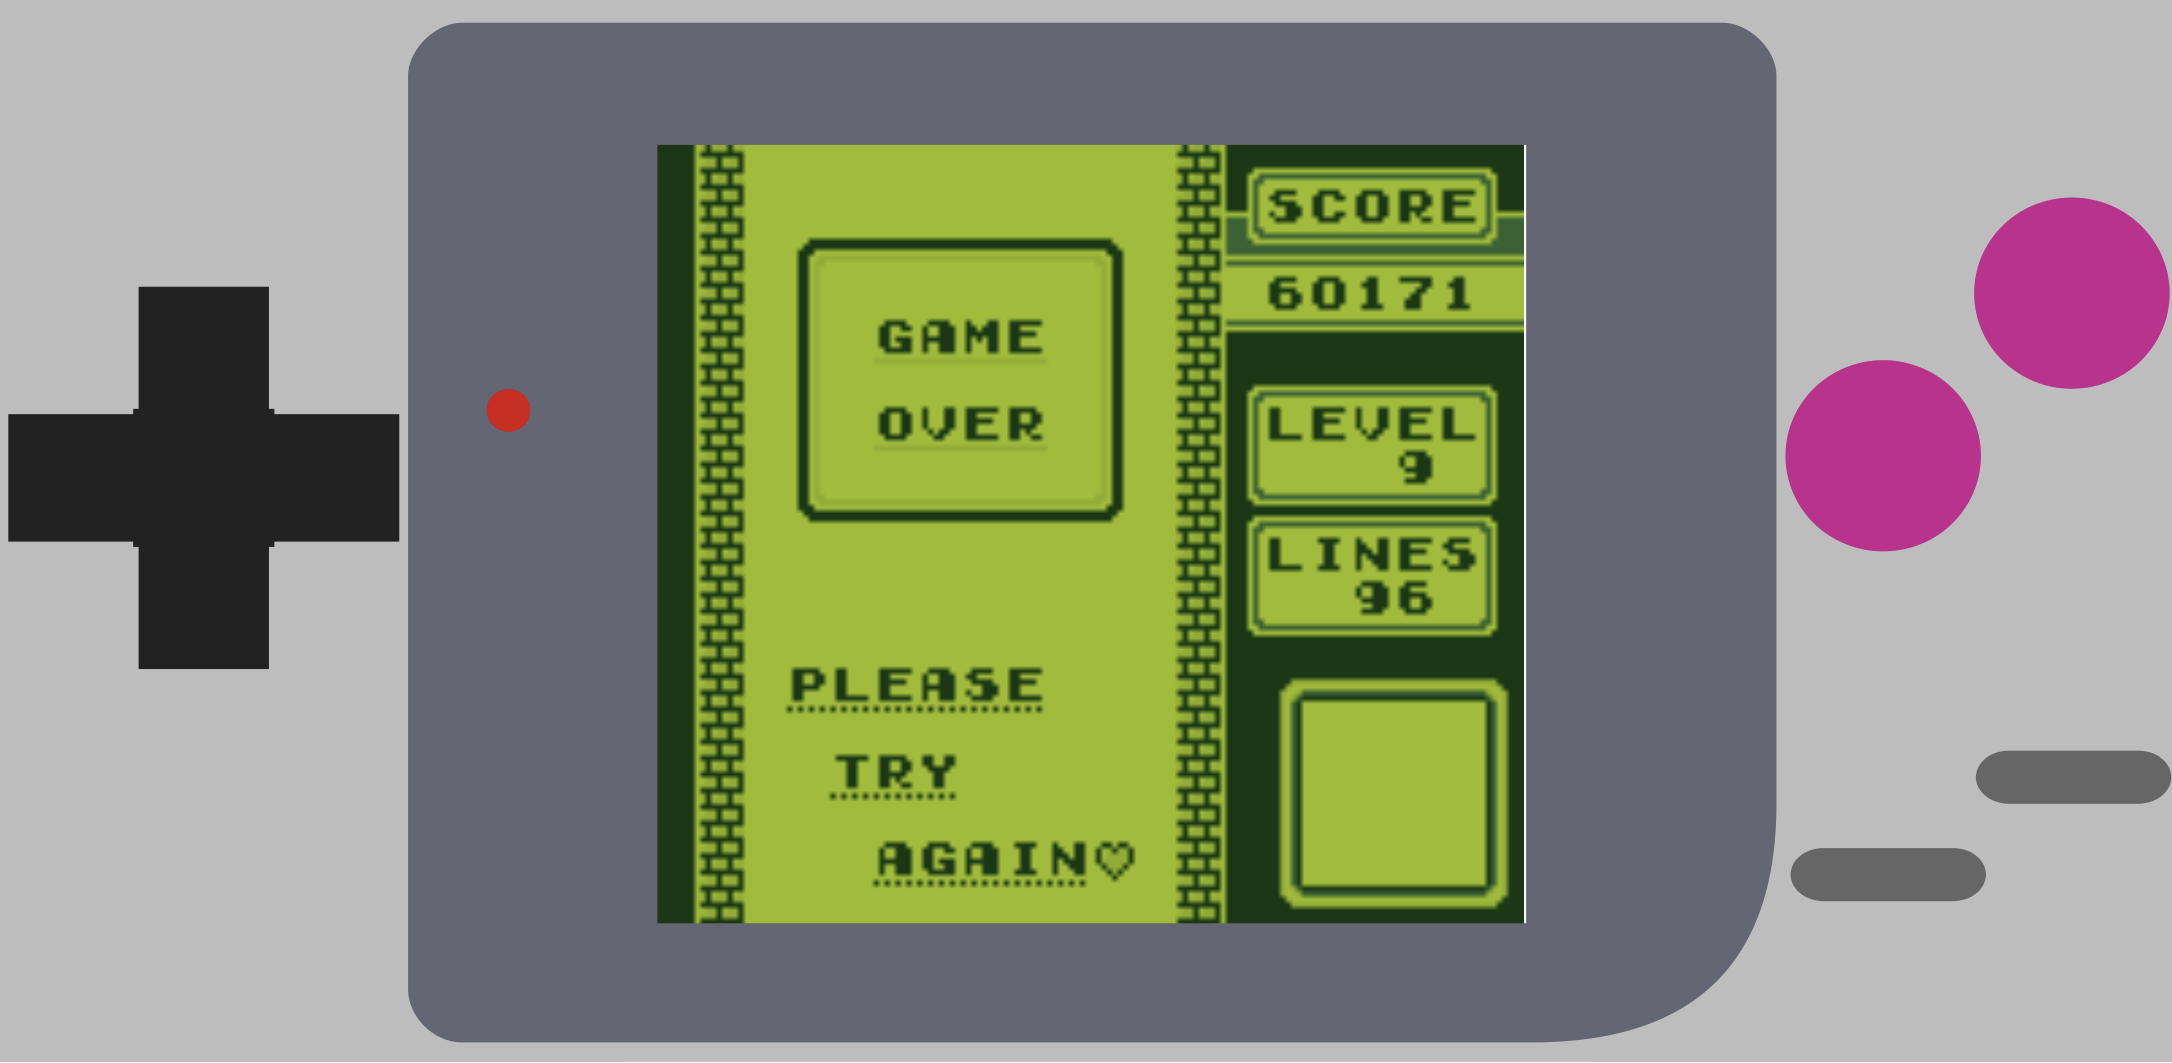 GAME
OVER
PLEASE
TRY
AGAIN♡
SCORE
60171
LEVEL
9
LINES
96